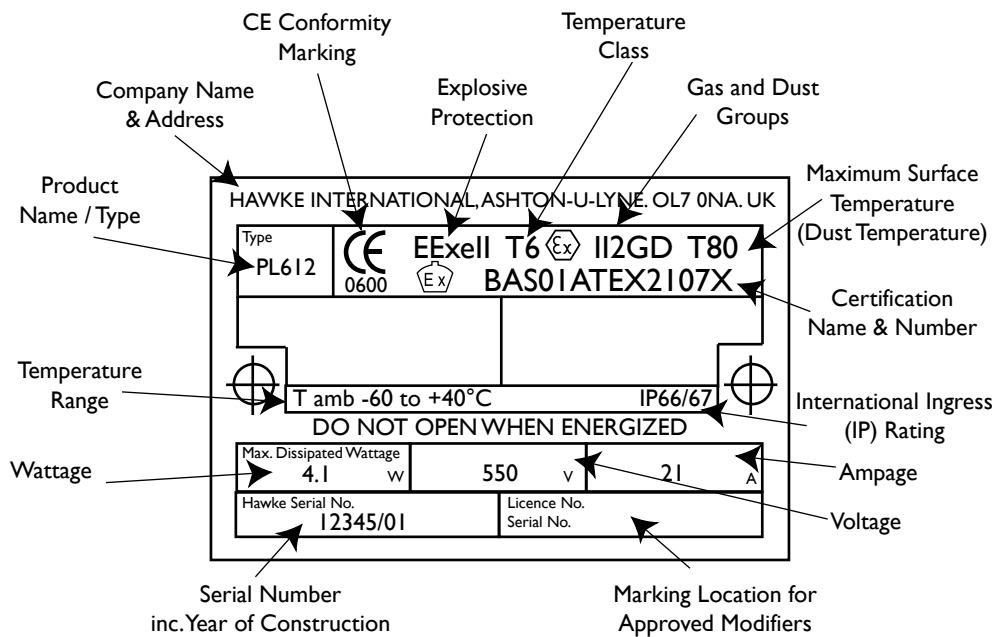 CE Conformity
Marking
Temperature
Class
Company Name
& Address
Explosive
Protection
Gas and Dust
Groups
Product
Name / Type
Maximum Surface
Temperature
(Dust Temperature)
HAWKE INTERNATIONAL, ASHTON-U-LYNE. OL7 0NA. UK
Type
PL612
CE
0600
EExeII T6 Ex II2GD T80
Ex BAS01ATEX2107X
Certification
Name & Number
Temperature
Range
T amb -60 to +40°C IP66/67
International Ingress
(IP) Rating
DO NOT OPEN WHEN ENERGIZED
Wattage
Max. Dissipated Wattage
4.1 W
550 V
21 A
Ampage
Voltage
Hawke Serial No.
12345/01
Licence No.
Serial No.
Serial Number
inc. Year of Construction
Marking Location for
Approved Modifiers